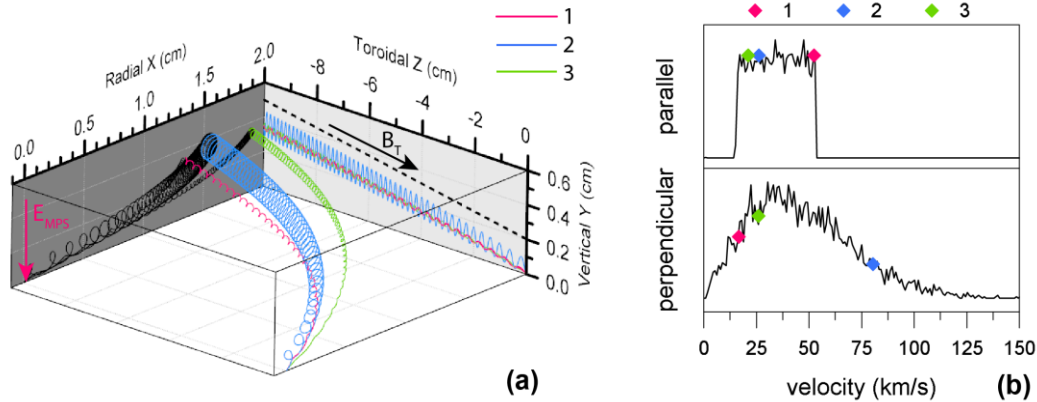 1
2
3
Radial X (cm)
0.0
0.5
1.0
1.5
2.0
Toroidal Z (cm)
-8
-6
-4
-2
0
B_T
E_MPS
0.6
0.4
0.2
0.0
Vertical Y (cm)
(a)
1 2 3
parallel
perpendicular
0 25 50 75 100 125 150
velocity (km/s)
(b)